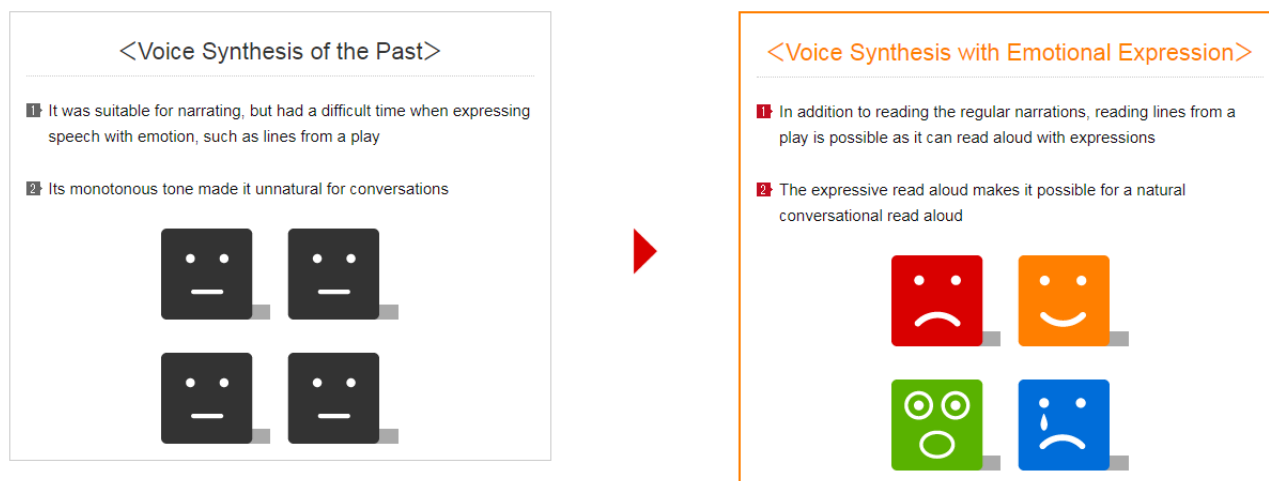 <Voice Synthesis of the Past>
1 It was suitable for narrating, but had a difficult time when expressing
speech with emotion, such as lines from a play
2 Its monotonous tone made it unnatural for conversations
<Voice Synthesis with Emotional Expression>
1 In addition to reading the regular narrations, reading lines from a
play is possible as it can read aloud with expressions
2 The expressive read aloud makes it possible for a natural
conversational read aloud